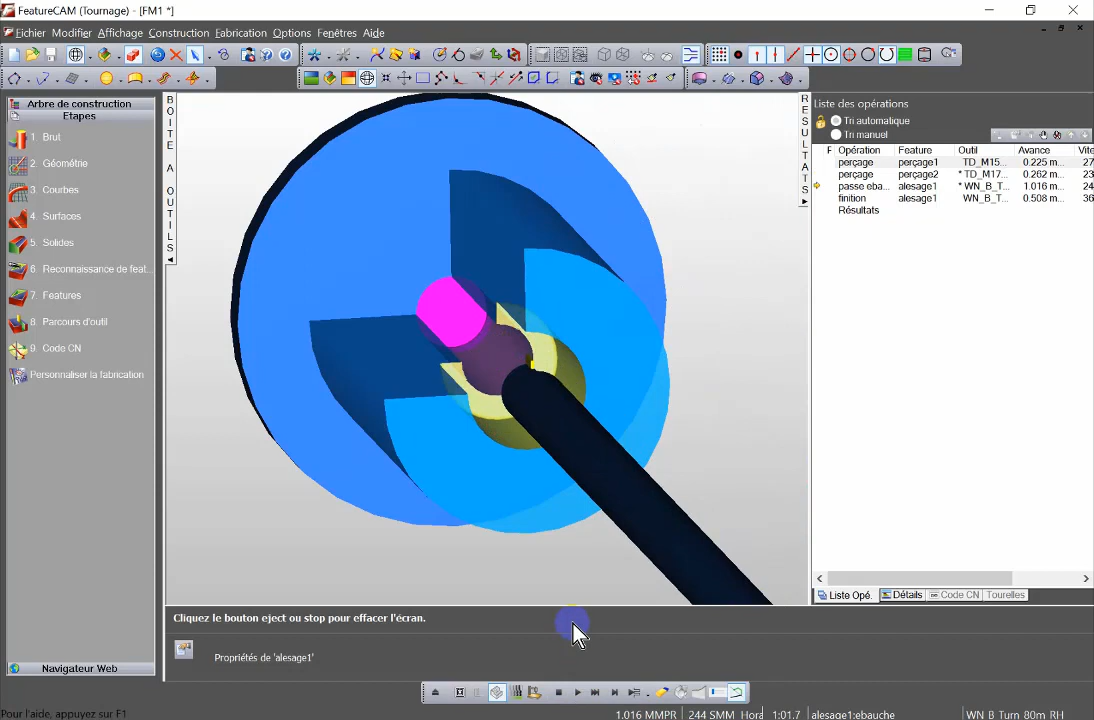 FeatureCAM (Tournage) - [FM1 *]
Fichier Modifier Affichage Construction Fabrication Options Fenêtres Aide
Arbre de construction
Etapes
1. Brut
2. Géométrie
3. Courbes
4. Surfaces
5. Solides
6 Reconnaissance de feat...
7. Features
8. Parcours d'outil
9. Code CN
Personnaliser la fabrication
Navigateur Web
BOITE A OUTILS
RESULTATS
Liste des opérations
Tri automatique
Tri manuel
F Opération Feature Outil Avance Vite
perçage perçage1 TD_M15... 0.225 m... 27
perçage perçage2 * TD_M17... 0.262 m... 23
passe eba... alesage1 * WN_B_T... 1.016 m... 24
finition alesage1 WN_B_T... 0.508 m... 36
Résultats
Liste Opé. Détails Code CN Tourelles
Cliquez le bouton eject ou stop pour effacer l'écran.
Propriétés de 'alesage1'
Pour l'aide, appuyez sur F1
1.016 MMPR 244 SMM Hora 1:01.7 alesage1:ebauche WN B Turn 80m RH